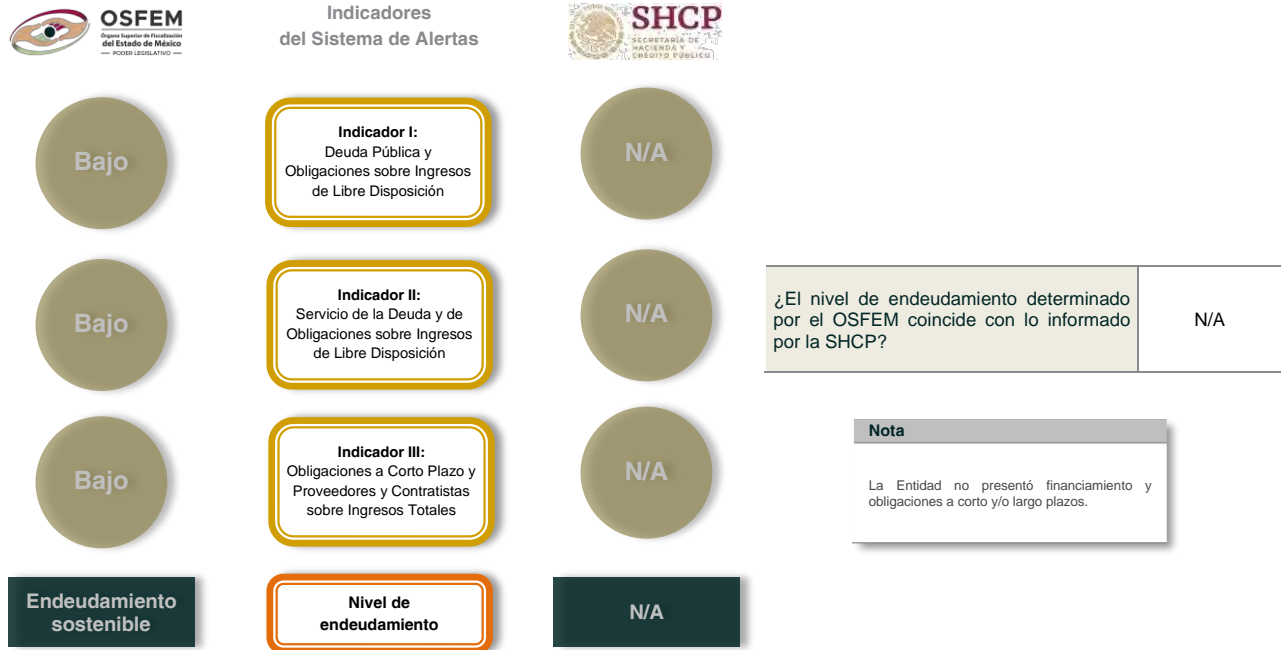 OSFEM
Órgano Superior de Fiscalización
del Estado de México
— PODER LEGISLATIVO —
Indicadores
del Sistema de Alertas
SHCP
SECRETARÍA DE
HACIENDA Y
CRÉDITO PÚBLICO
Bajo
Indicador I:
Deuda Pública y
Obligaciones sobre Ingresos
de Libre Disposición
N/A
Bajo
Indicador II:
Servicio de la Deuda y de
Obligaciones sobre Ingresos
de Libre Disposición
N/A
¿El nivel de endeudamiento determinado
por el OSFEM coincide con lo informado
por la SHCP?
N/A
Bajo
Indicador III:
Obligaciones a Corto Plazo y
Proveedores y Contratistas
sobre Ingresos Totales
N/A
Nota
La Entidad no presentó financiamiento y
obligaciones a corto y/o largo plazos.
Endeudamiento
sostenible
Nivel de
endeudamiento
N/A